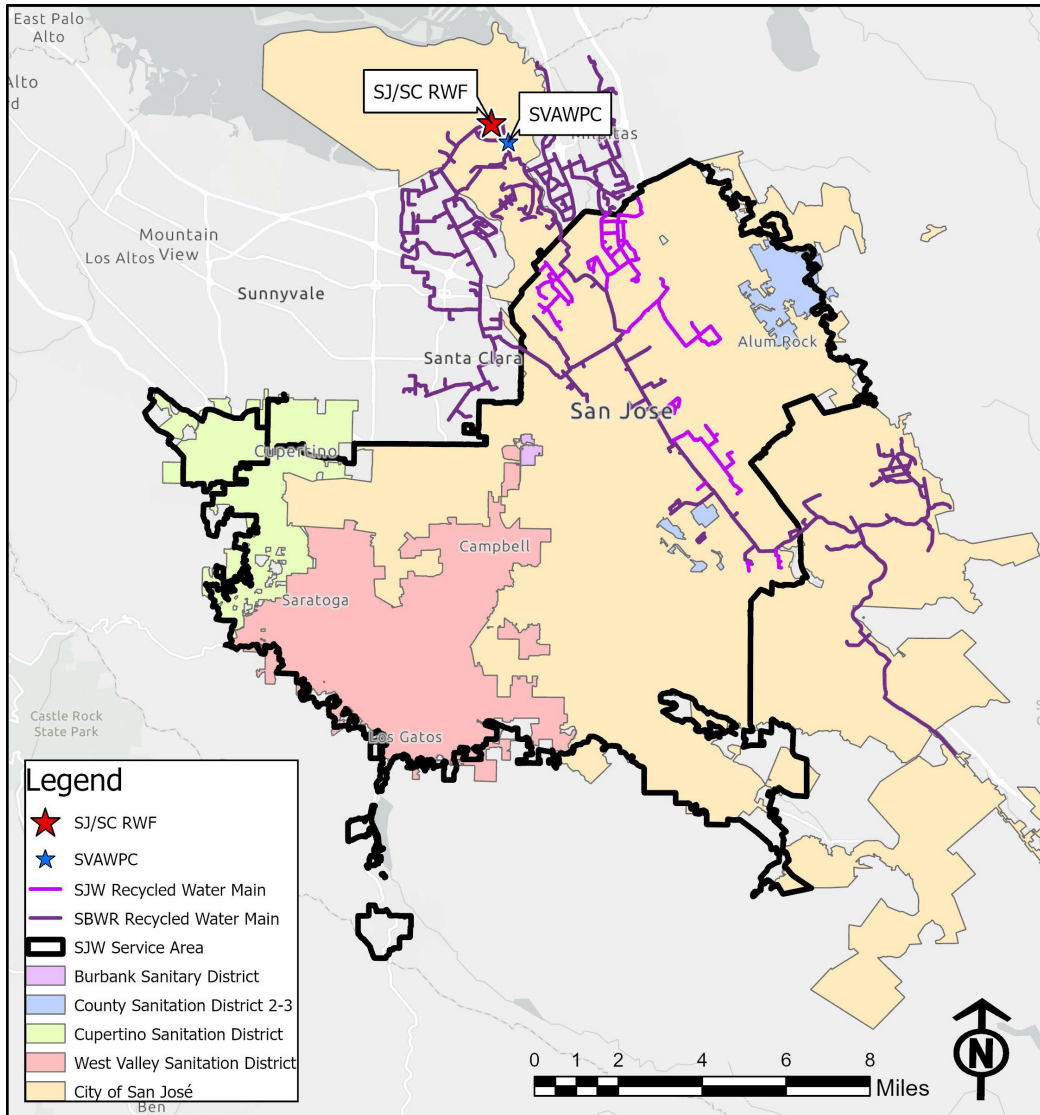 East Palo
Alto
Alto
rd
SJ/SC RWF
SVAWPC
Milpitas
Mountain
View
Los Altos
Sunnyvale
Santa Clara
Alum Rock
San Jose
Cupertino
Campbell
Saratoga
Castle Rock
State Park
Los Gatos
Legend
SJ/SC RWF
SVAWPC
SJW Recycled Water Main
SBWR Recycled Water Main
SJW Service Area
Burbank Sanitary District
County Sanitation District 2-3
Cupertino Sanitation District
West Valley Sanitation District
City of San José
Ben
0 1 2 4 6 8
Miles
N